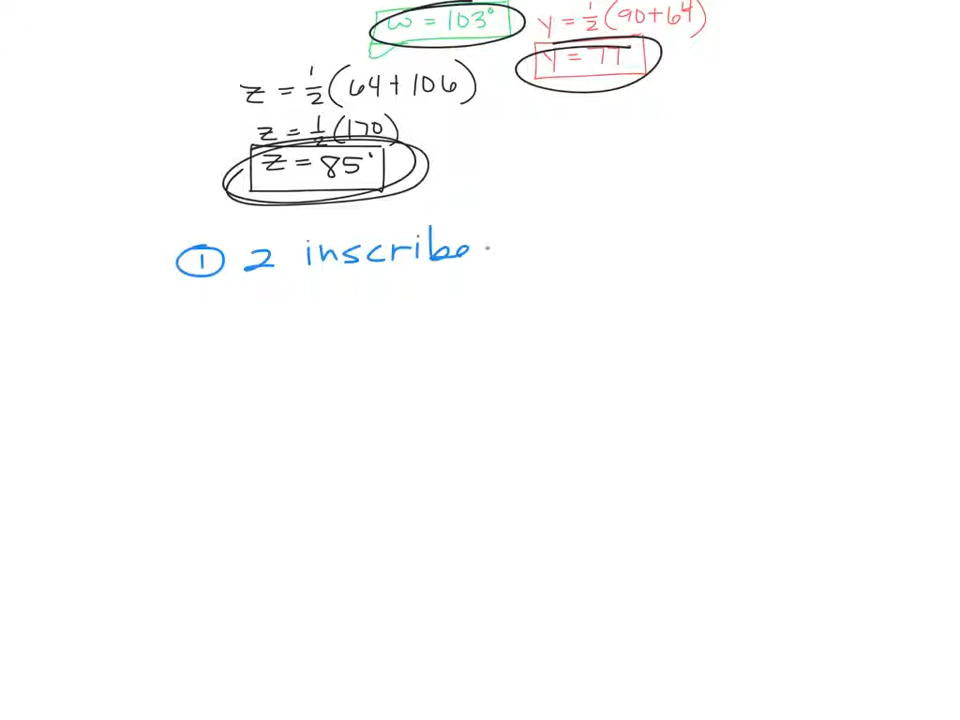 w = 103°
y = 1/2 (90+64)
y = 77
z = 1/2 (64+106)
z = 1/2 (170)
z = 85°
① 2 inscribe